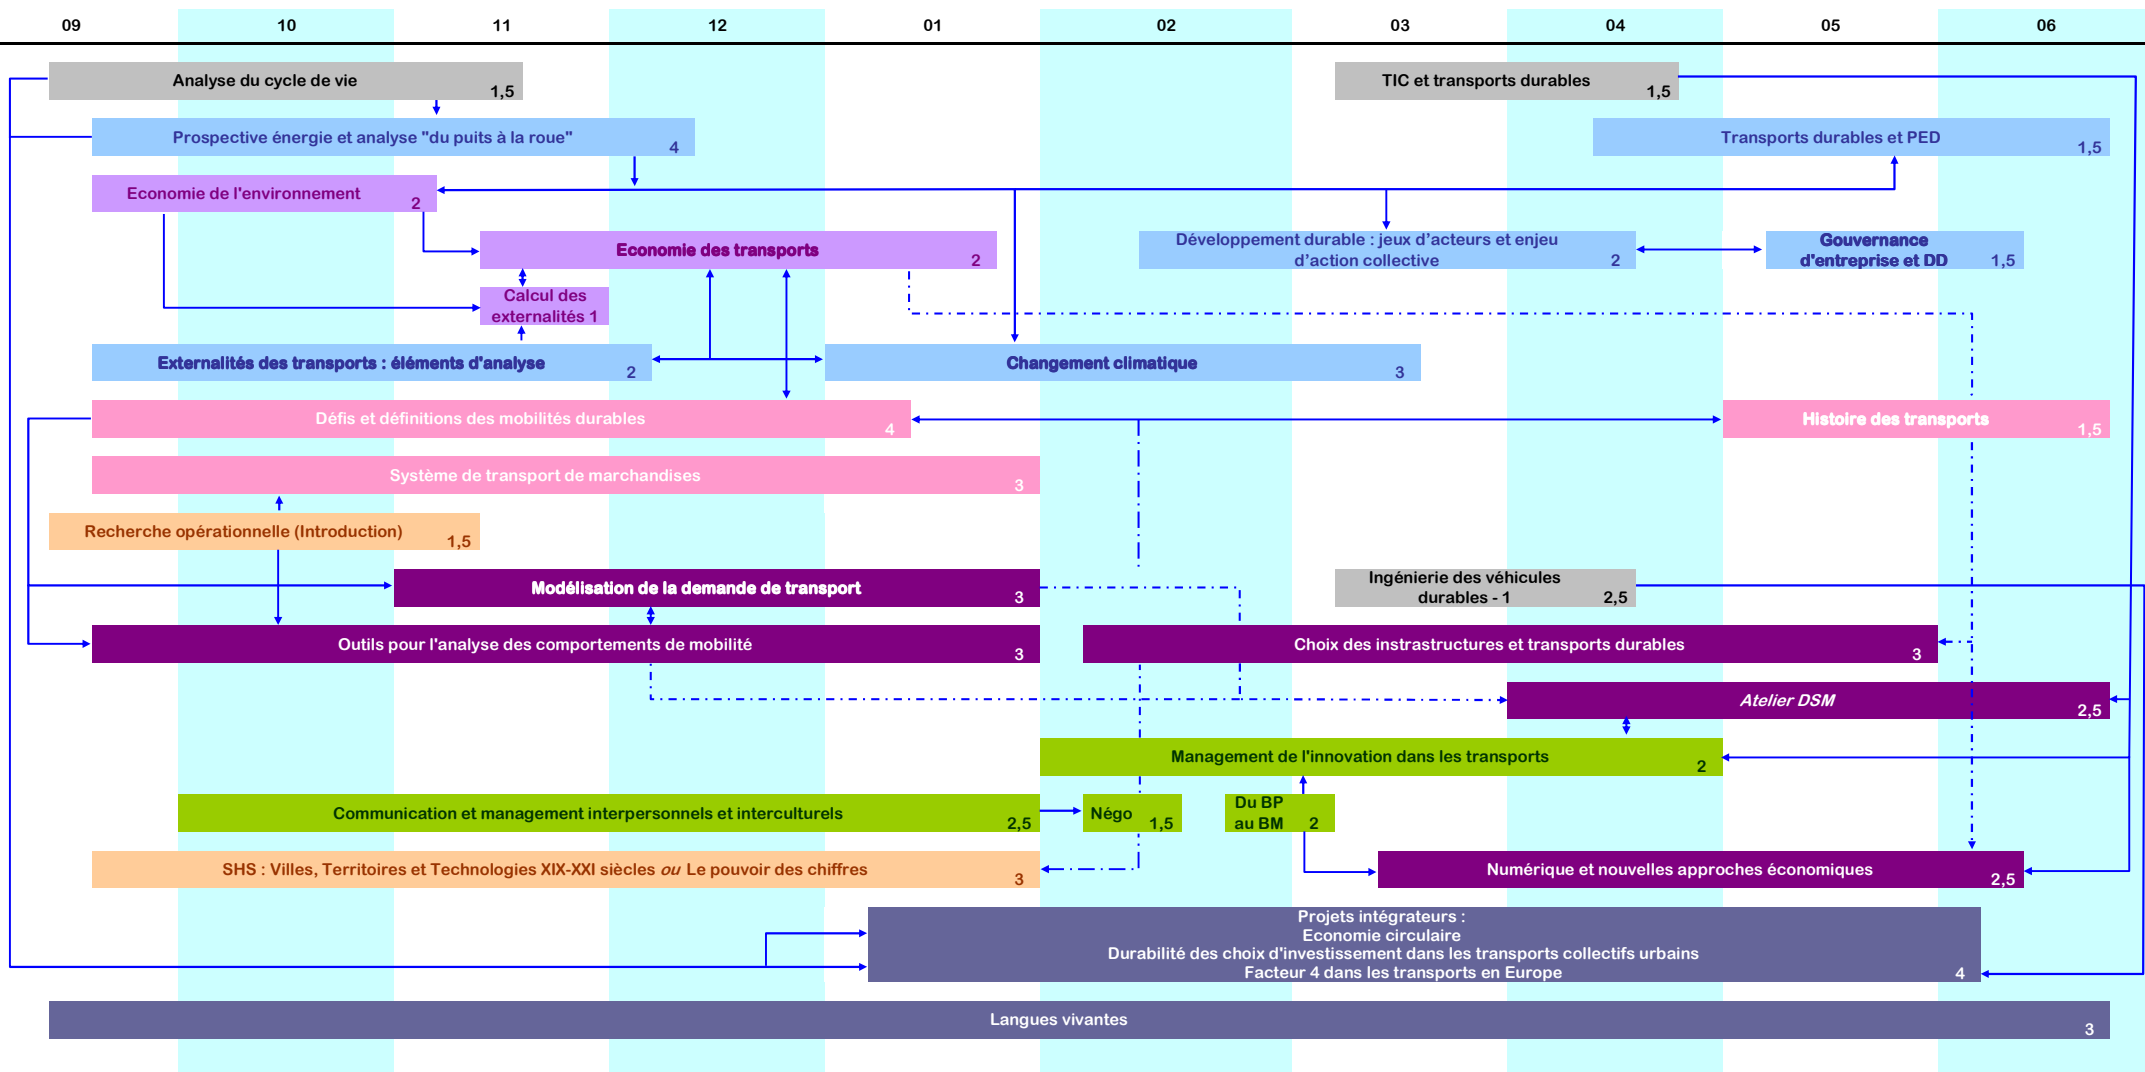 09 10 11 12 01 02 03 04 05 06
Analyse du cycle de vie
1,5
TIC et transports durables
1,5
Prospective énergie et analyse "du puits à la roue"
4
Transports durables et PED
1,5
Economie de l'environnement
2
Economie des transports
2
Développement durable : jeux d’acteurs et enjeu
d’action collective
2
Gouvernance
d'entreprise et DD
1,5
Calcul des
externalités 1
Externalités des transports : éléments d'analyse
2
Changement climatique
3
Défis et définitions des mobilités durables
4
Histoire des transports
1,5
Système de transport de marchandises
3
Recherche opérationnelle (Introduction)
1,5
Modélisation de la demande de transport
3
Ingénierie des véhicules
durables - 1
2,5
Outils pour l'analyse des comportements de mobilité
3
Choix des instrastructures et transports durables
3
Atelier DSM
2,5
Management de l'innovation dans les transports
2
Communication et management interpersonnels et interculturels
2,5
Négo
1,5
Du BP
au BM
2
SHS : Villes, Territoires et Technologies XIX-XXI siècles ou Le pouvoir des chiffres
3
Numérique et nouvelles approches économiques
2,5
Projets intégrateurs :
Economie circulaire
Durabilité des choix d'investissement dans les transports collectifs urbains
Facteur 4 dans les transports en Europe
4
Langues vivantes
3